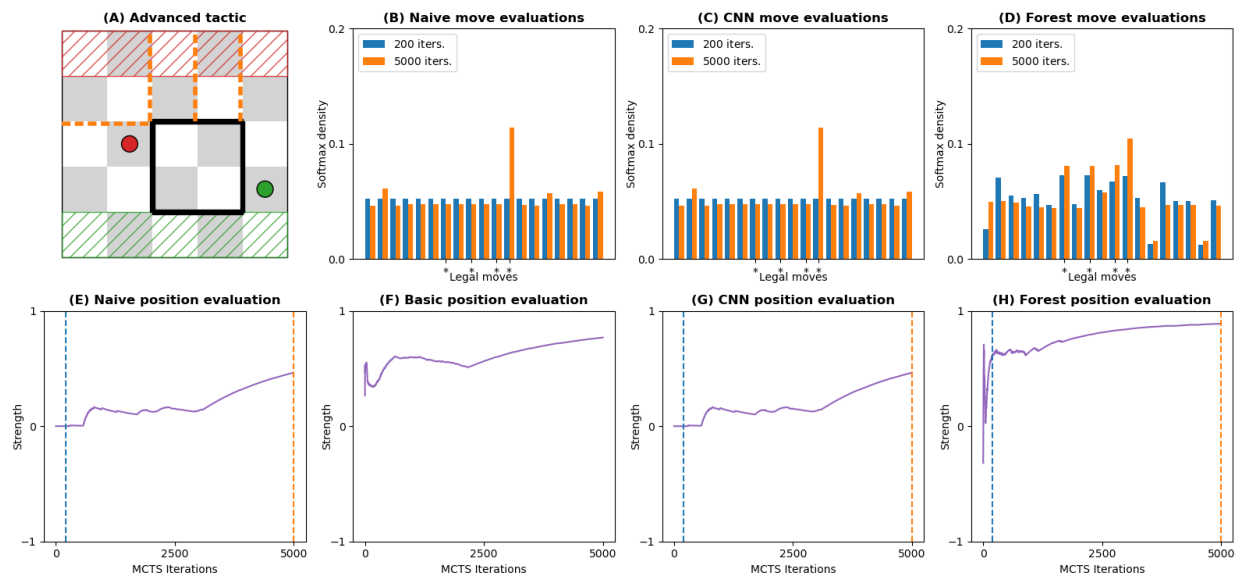 (A) Advanced tactic
(B) Naive move evaluations
0.2
0.1
0.0
Softmax density
200 iters.
5000 iters.
* * * *
Legal moves
(C) CNN move evaluations
0.2
0.1
0.0
Softmax density
200 iters.
5000 iters.
* * * *
Legal moves
(D) Forest move evaluations
0.2
0.1
0.0
Softmax density
200 iters.
5000 iters.
* * * *
Legal moves
(E) Naive position evaluation
1
0
−1
Strength
0 2500 5000
MCTS Iterations
(F) Basic position evaluation
1
0
−1
Strength
0 2500 5000
MCTS Iterations
(G) CNN position evaluation
1
0
−1
Strength
0 2500 5000
MCTS Iterations
(H) Forest position evaluation
1
0
−1
Strength
0 2500 5000
MCTS Iterations